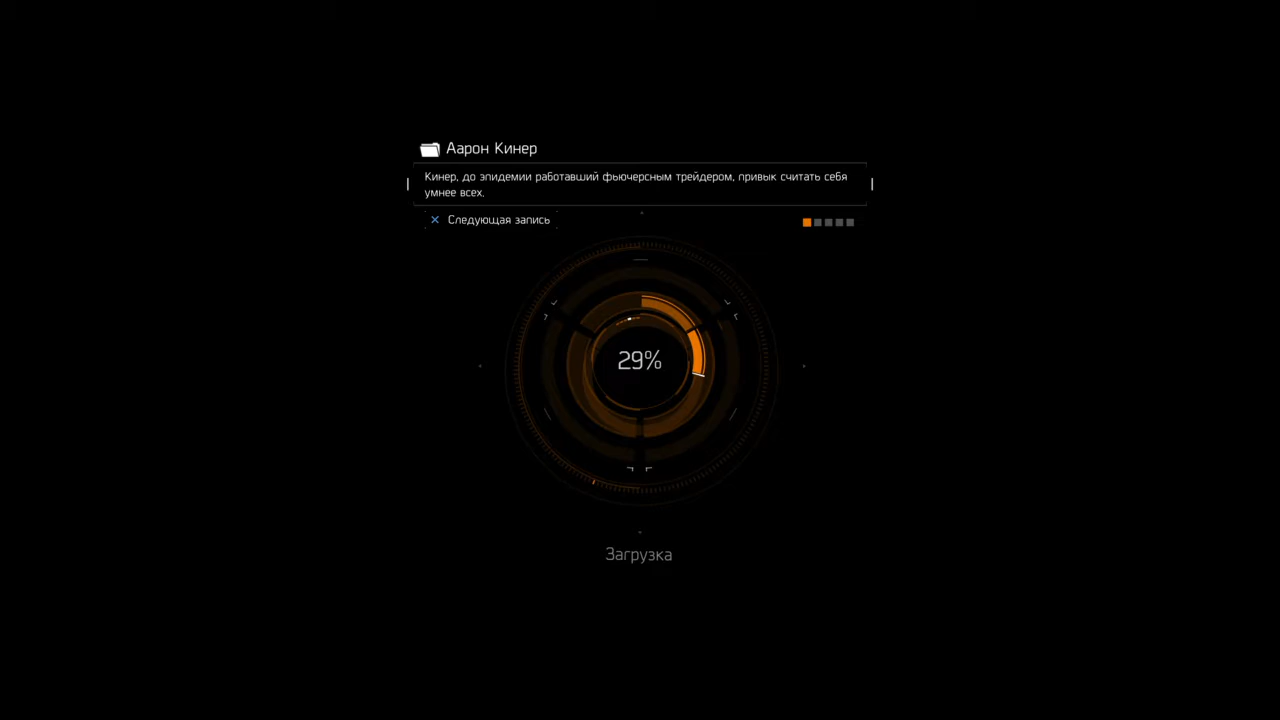 Аарон Кинер
Кинер, до эпидемии работавший фьючерсным трейдером, привык считать себя
умнее всех.
Следующая запись
29%
Загрузка